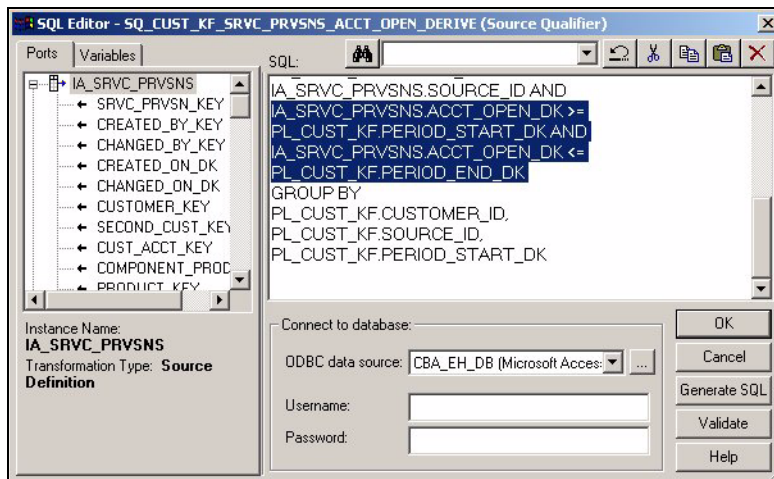 SQL Editor - SQ_CUST_KF_SRVC_PRVSNS_ACCT_OPEN_DERIVE (Source Qualifier)
Ports
Variables
SQL:
IA_SRVC_PRVSNS
SRVC_PRVSN_KEY
CREATED_BY_KEY
CHANGED_BY_KEY
CREATED_ON_DK
CHANGED_ON_DK
CUSTOMER_KEY
SECOND_CUST_KEY
CUST_ACCT_KEY
COMPONENT_PROD
PRODUCT_KEY
IA_SRVC_PRVSNS.SOURCE_ID AND
IA_SRVC_PRVSNS.ACCT_OPEN_DK >=
PL_CUST_KF.PERIOD_START_DK AND
IA_SRVC_PRVSNS.ACCT_OPEN_DK <=
PL_CUST_KF.PERIOD_END_DK
GROUP BY
PL_CUST_KF.CUSTOMER_ID,
PL_CUST_KF.SOURCE_ID,
PL_CUST_KF.PERIOD_START_DK
Instance Name:
IA_SRVC_PRVSNS
Transformation Type: Source
Definition
Connect to database:
ODBC data source: CBA_EH_DB (Microsoft Acces: ...
Username:
Password:
OK
Cancel
Generate SQL
Validate
Help